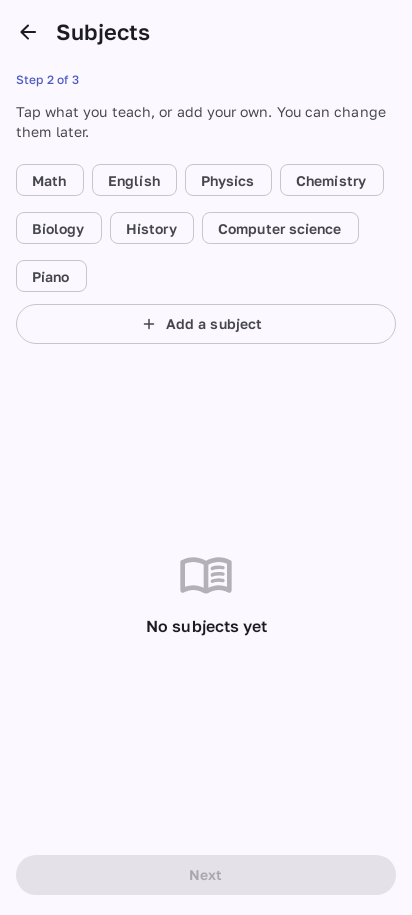 Subjects
Step 2 of 3
Tap what you teach, or add your own. You can change
them later.
Math English Physics Chemistry
Biology History Computer science
Piano
Add a subject
No subjects yet
Next